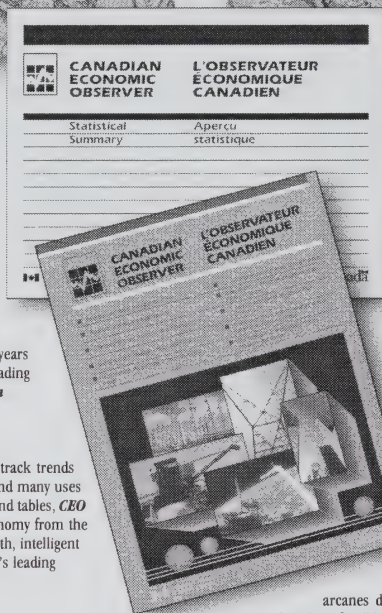 CANADIAN
ECONOMIC
OBSERVER
L'OBSERVATEUR
ÉCONOMIQUE
CANADIEN
Statistical
Summary
Aperçu
statistique
CANADIAN
ECONOMIC
OBSERVER
L'OBSERVATEUR
ÉCONOMIQUE
CANADIEN
years
ading
track trends
nd many uses
nd tables, CEO
nomy from the
th, intelligent
's leading
arcanes d